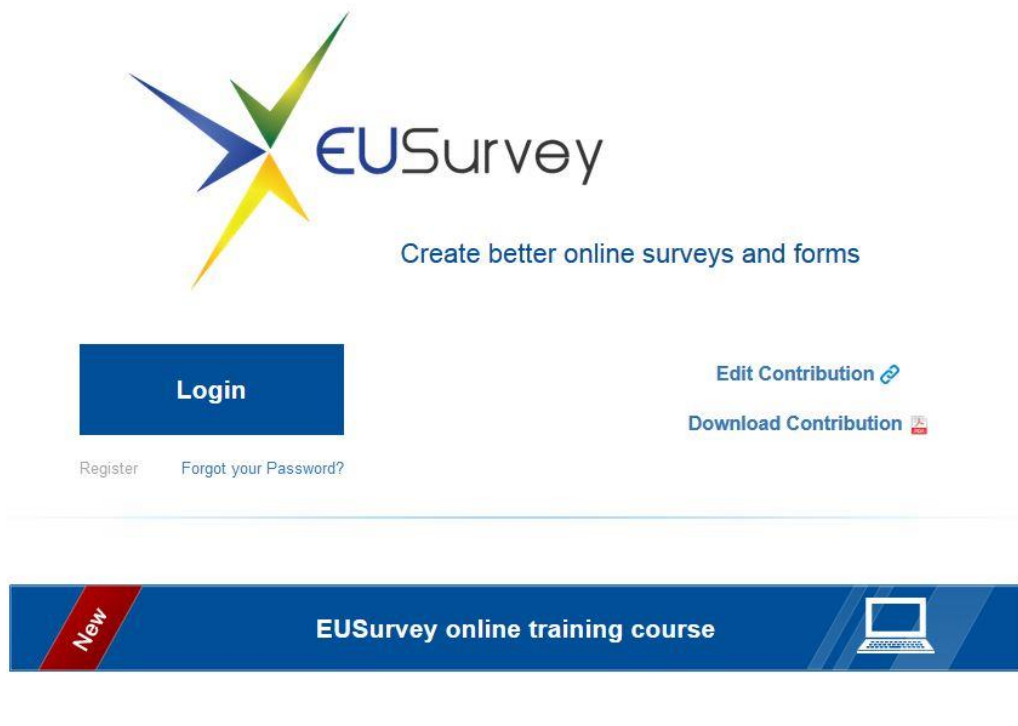 EUSurvey
Create better online surveys and forms
Login
Edit Contribution
Download Contribution
Register Forgot your Password?
New
EUSurvey online training course